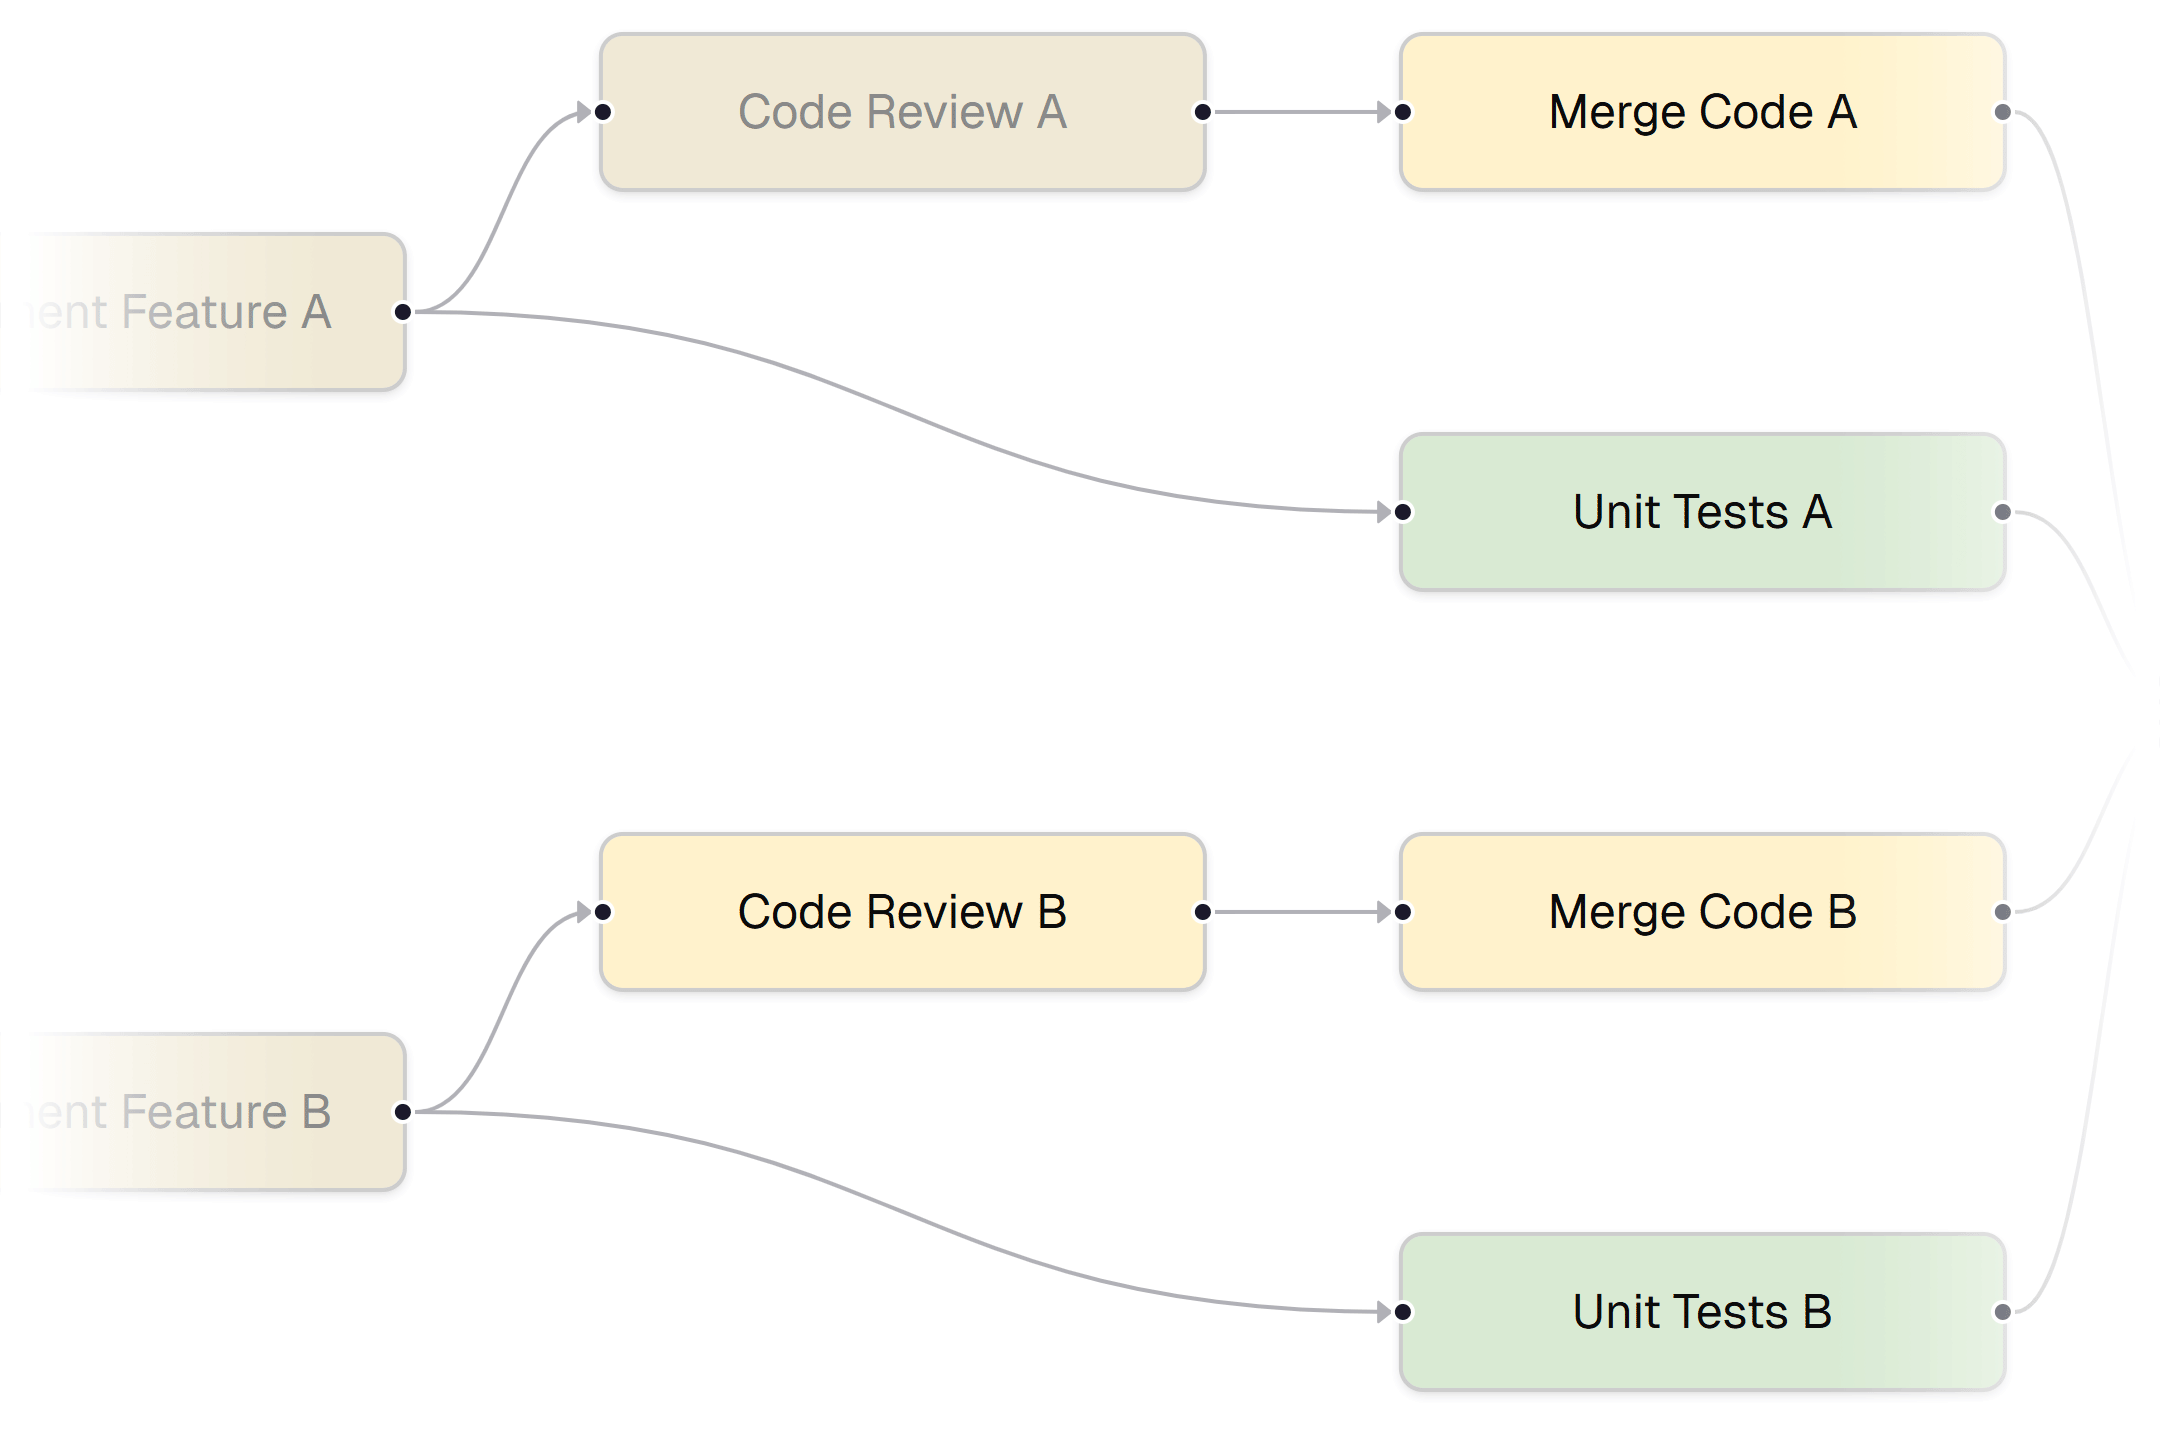 Code Review A
Merge Code A
ent Feature A
Unit Tests A
Code Review B
Merge Code B
ent Feature B
Unit Tests B